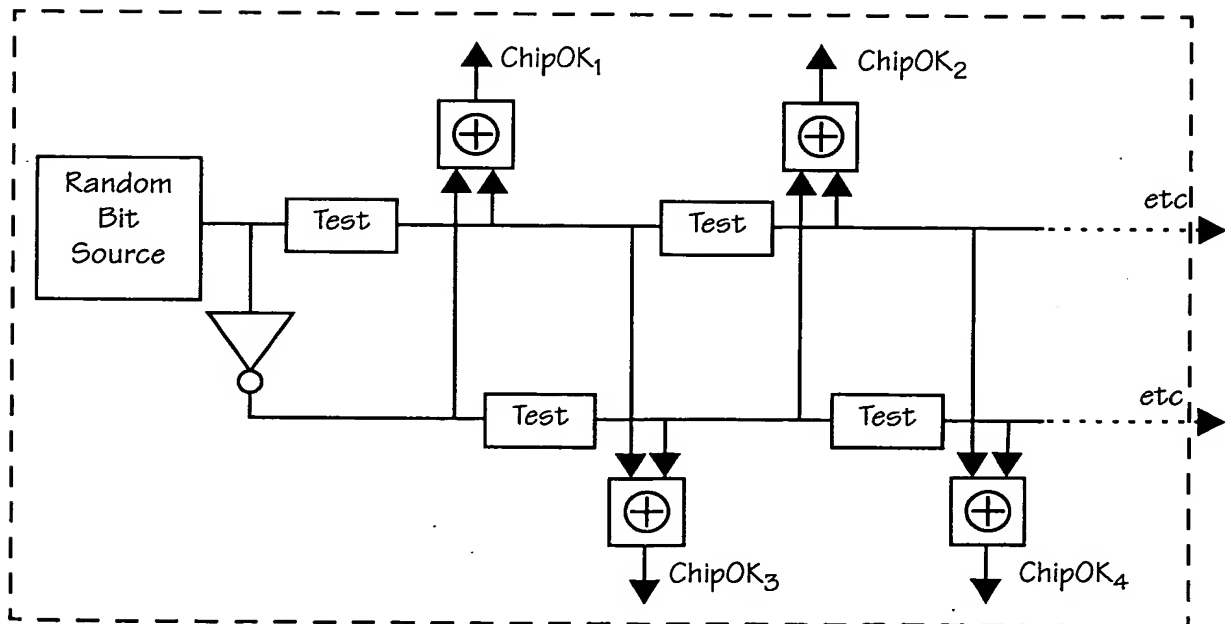 ChipOK₁
ChipOK₂
Random
Bit
Source
Test
Test
etc
Test
Test
etc
ChipOK₃
ChipOK₄